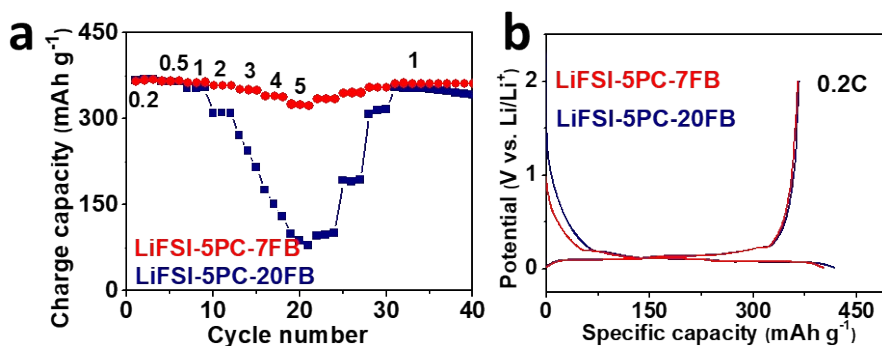 a
Charge capacity (mAh g⁻¹)
450
300
150
0
0.2
0.5
1
2
3
4
5
1
LiFSI-5PC-7FB
LiFSI-5PC-20FB
0
10
20
30
40
Cycle number
b
Potential (V vs. Li/Li⁺)
2
1
0
LiFSI-5PC-7FB
LiFSI-5PC-20FB
0.2C
0
150
300
450
Specific capacity (mAh g⁻¹)